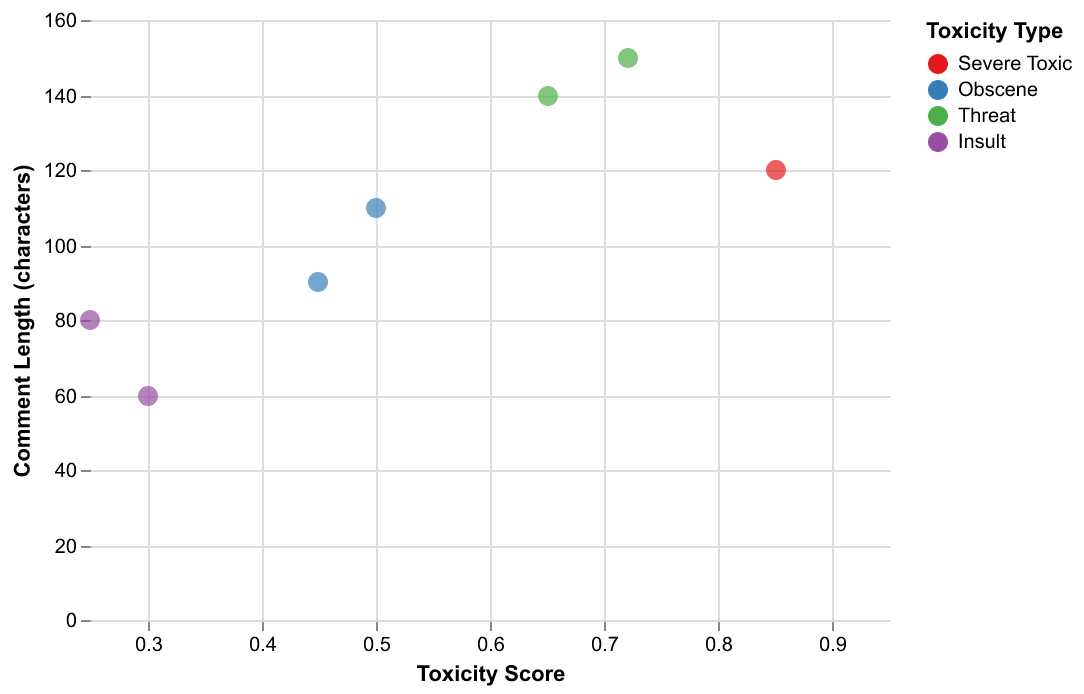 160
140
120
100
80
60
40
20
0
0.3 0.4 0.5 0.6 0.7 0.8 0.9
Comment Length (characters)
Toxicity Score
Toxicity Type
Severe Toxic
Obscene
Threat
Insult